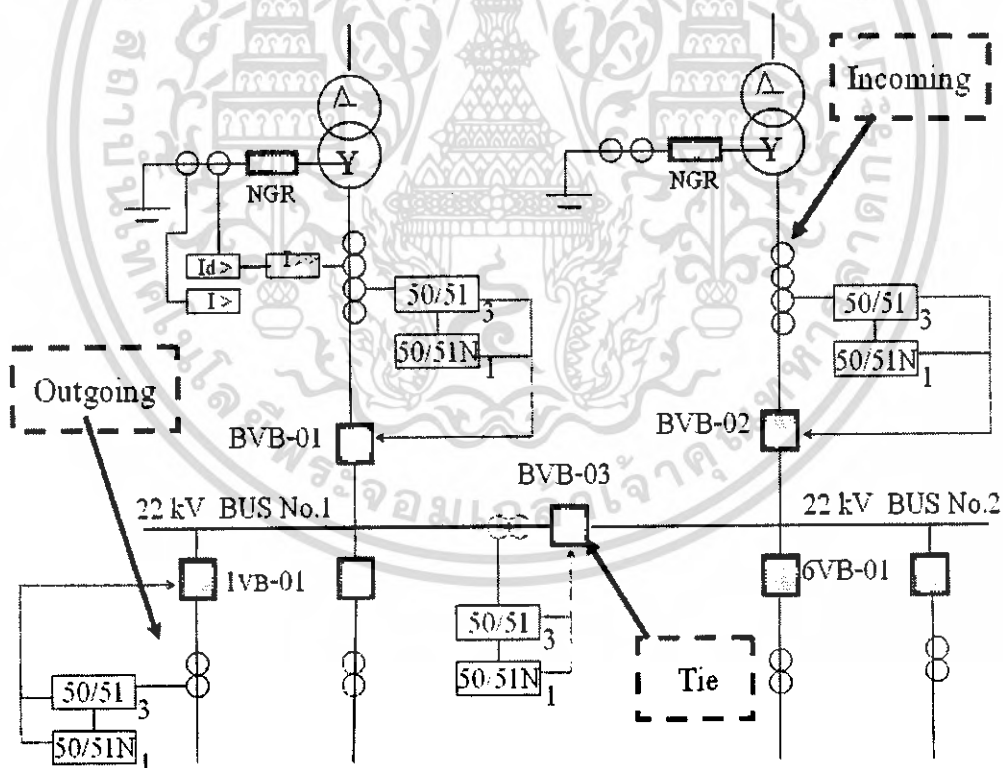 Δ
Y
NGR
Id >
I >
50/51
3
50/51N
1
BVB-01
Δ
Y
NGR
Incoming
50/51
3
50/51N
1
BVB-02
Outgoing
BVB-03
22 kV BUS No.1
22 kV BUS No.2
1VB-01
6VB-01
50/51
3
50/51N
1
50/51
3
50/51N
1
Tie